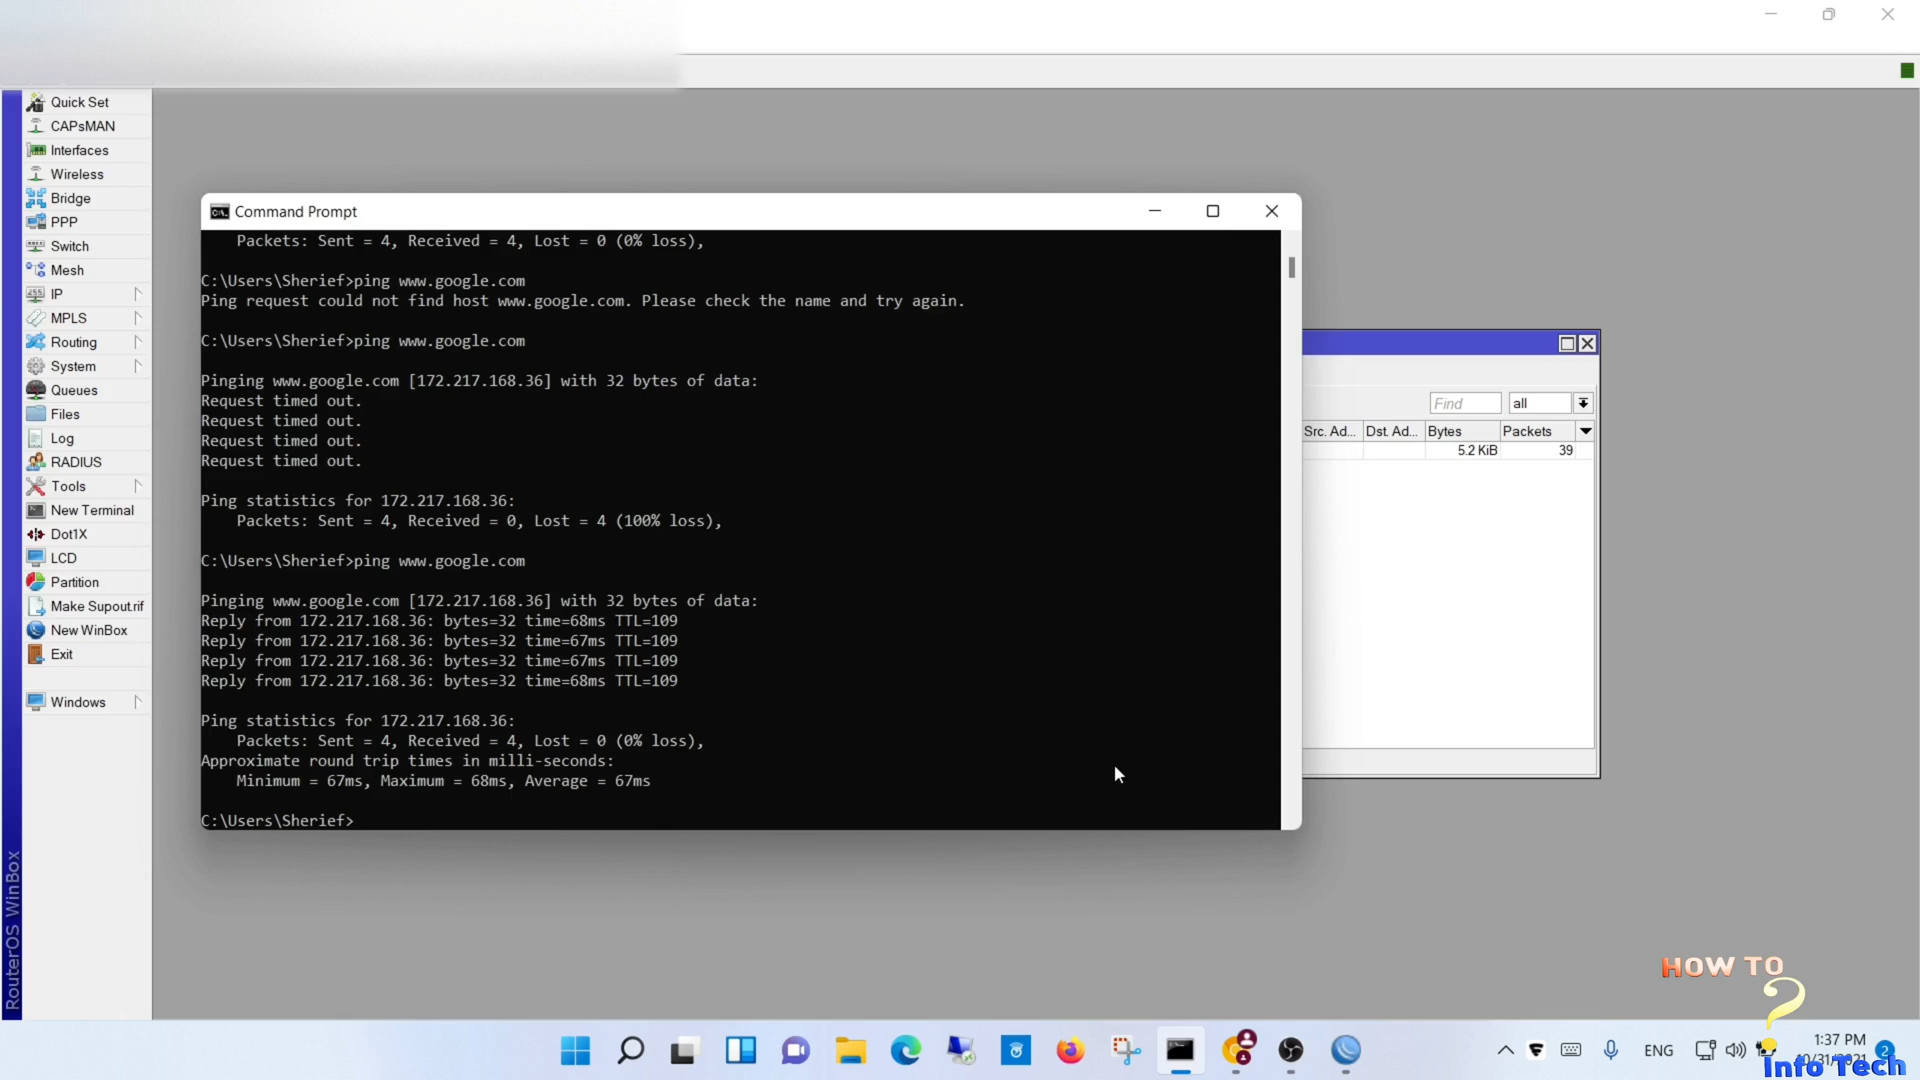 Quick Set
CAPsMAN
Interfaces
Wireless
Bridge
PPP
Switch
Mesh
IP
MPLS
Routing
System
Queues
Files
Log
RADIUS
Tools
New Terminal
Dot1X
LCD
Partition
Make Supout.rif
New WinBox
Exit
Windows
RouterOS WinBox
Command Prompt
Packets: Sent = 4, Received = 4, Lost = 0 (0% loss),
C:\Users\Sherief>ping www.google.com
Ping request could not find host www.google.com. Please check the name and try again.
C:\Users\Sherief>ping www.google.com
Pinging www.google.com [172.217.168.36] with 32 bytes of data:
Request timed out.
Request timed out.
Request timed out.
Request timed out.
Ping statistics for 172.217.168.36:
Packets: Sent = 4, Received = 0, Lost = 4 (100% loss),
C:\Users\Sherief>ping www.google.com
Pinging www.google.com [172.217.168.36] with 32 bytes of data:
Reply from 172.217.168.36: bytes=32 time=68ms TTL=109
Reply from 172.217.168.36: bytes=32 time=67ms TTL=109
Reply from 172.217.168.36: bytes=32 time=67ms TTL=109
Reply from 172.217.168.36: bytes=32 time=68ms TTL=109
Ping statistics for 172.217.168.36:
Packets: Sent = 4, Received = 4, Lost = 0 (0% loss),
Approximate round trip times in milli-seconds:
Minimum = 67ms, Maximum = 68ms, Average = 67ms
C:\Users\Sherief>
Find all
Src. Ad... Dst. Ad... Bytes Packets
5.2 KiB 39
HOW TO
?
Info Tech
ENG
1:37 PM
10/31/2021
2